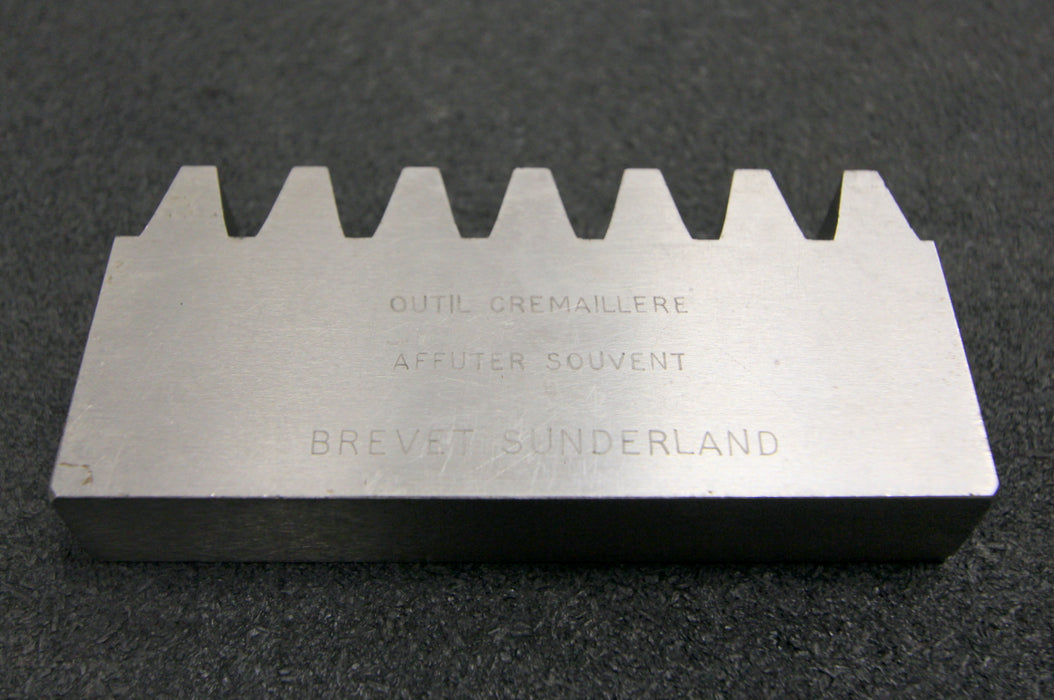 OUTIL CREMAILLERE
AFFUTER SOUVENT
BREVET SUNDERLAND